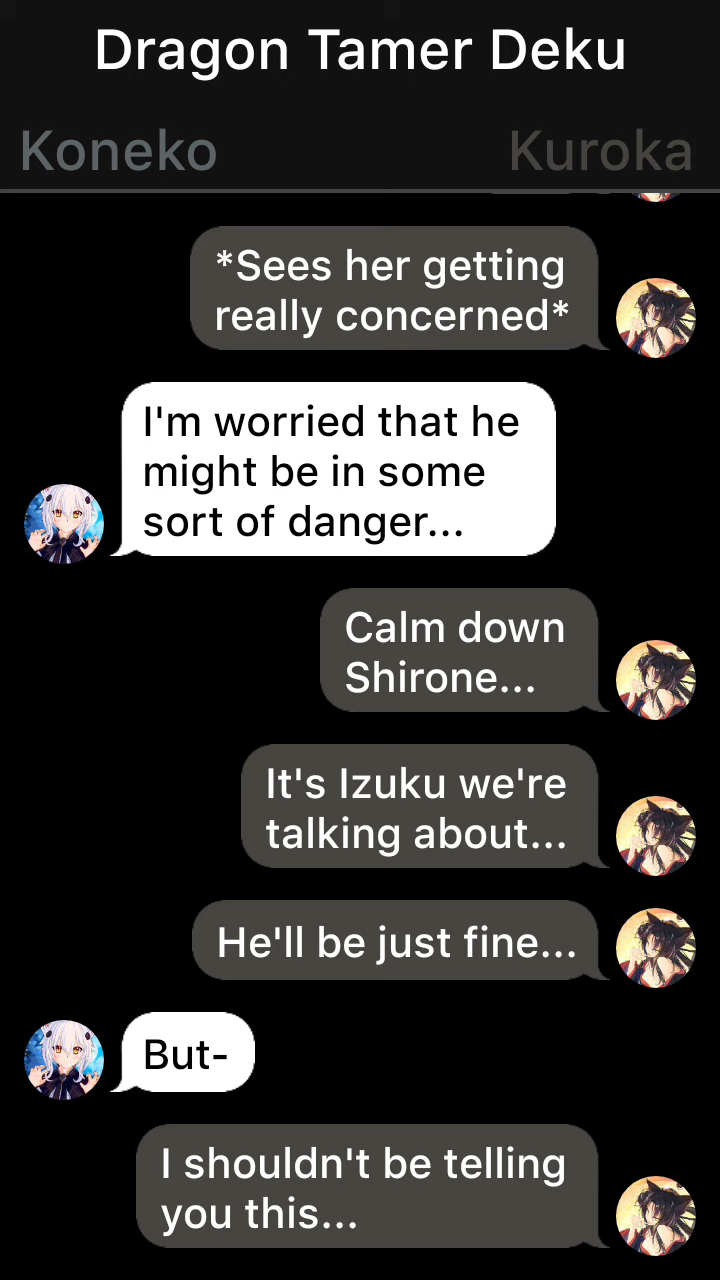 Dragon Tamer Deku
Koneko
Kuroka
*Sees her getting
really concerned*
I'm worried that he
might be in some
sort of danger...
Calm down
Shirone...
It's Izuku we're
talking about...
He'll be just fine...
But-
I shouldn't be telling
you this...